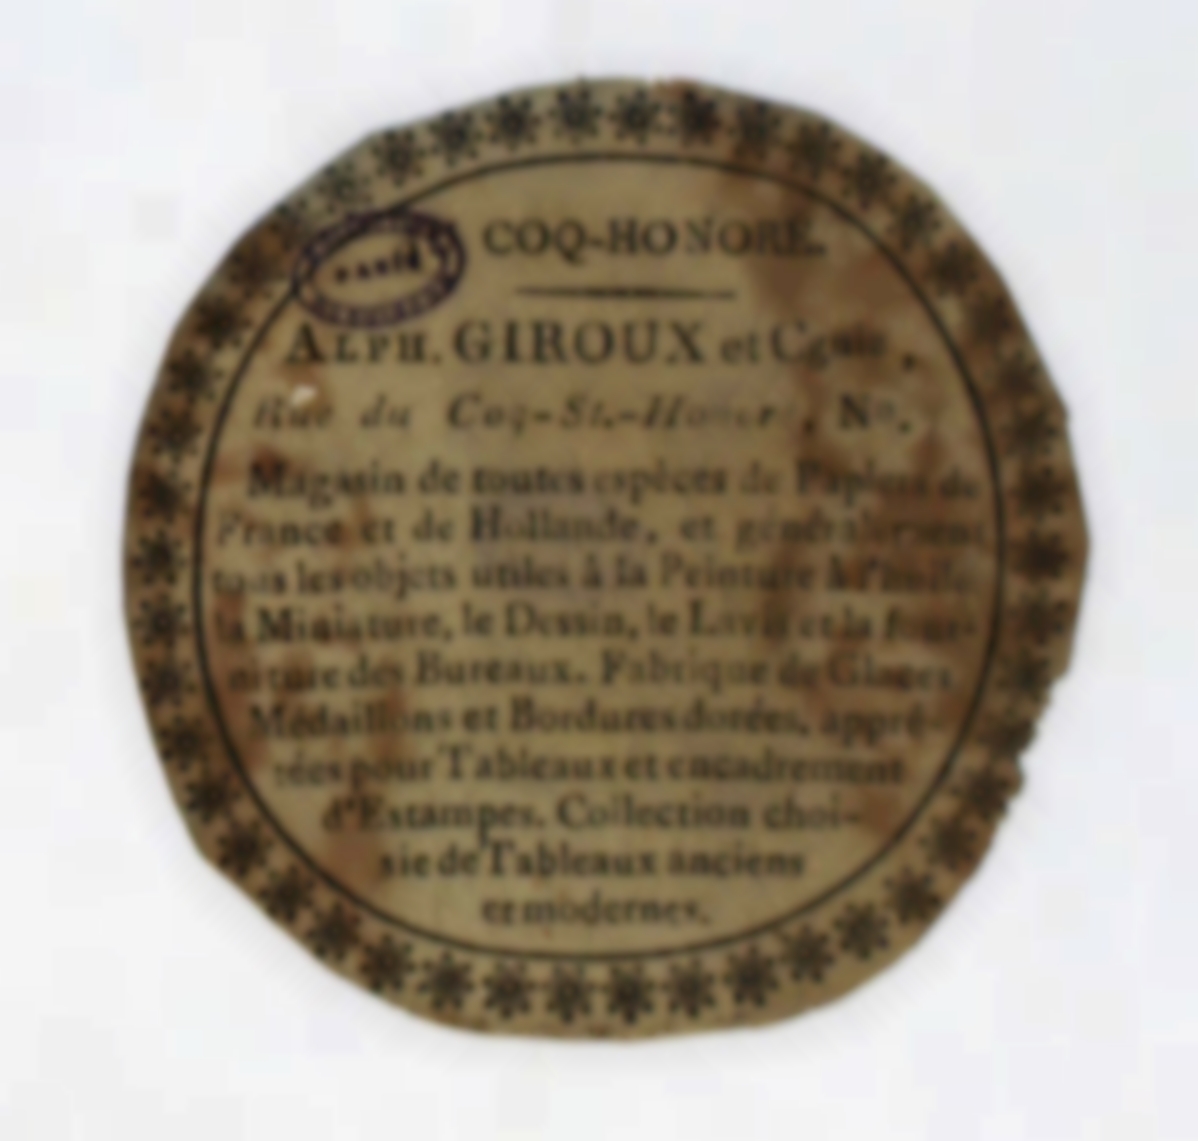 COQ-HONORÉ.
ALPH. GIROUX et
Rue du Coq-St.-Honoré, N°.
Magasin de toutes espèces de Papiers de
France et de Hollande, et généralement
tous les objets utiles à la Peinture à l'huile,
la Miniature, le Dessin, le Lavis et la four-
niture des Bureaux. Fabrique de Glaces,
Médaillons et Bordures dorées, apprê-
tées pour Tableaux et encadrement
d'Estampes. Collection choi-
sie de Tableaux anciens
et modernes.